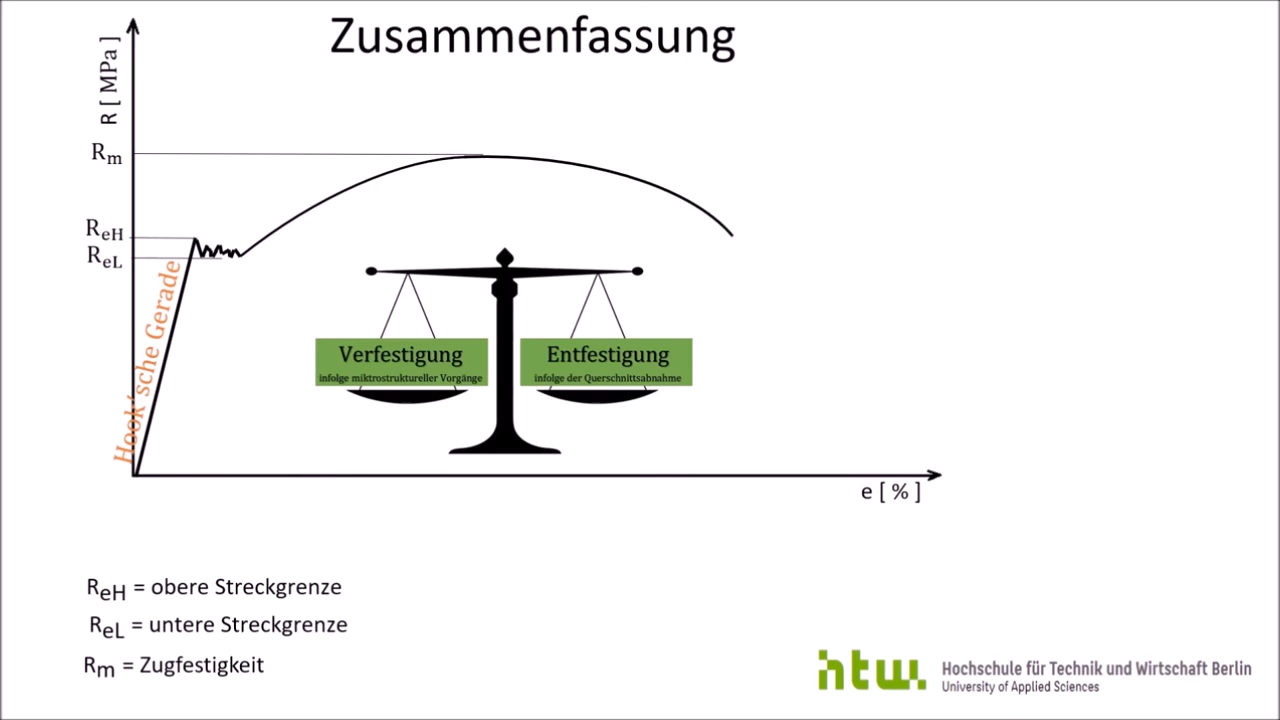 Zusammenfassung
R [ MPa ]
Rm
ReH
ReL
Hook'sche Gerade
Verfestigung
infolge miktrostruktureller Vorgänge
Entfestigung
infolge der Querschnittsabnahme
e [ % ]
ReH = obere Streckgrenze
ReL = untere Streckgrenze
Rm = Zugfestigkeit
htw.
Hochschule für Technik und Wirtschaft Berlin
University of Applied Sciences